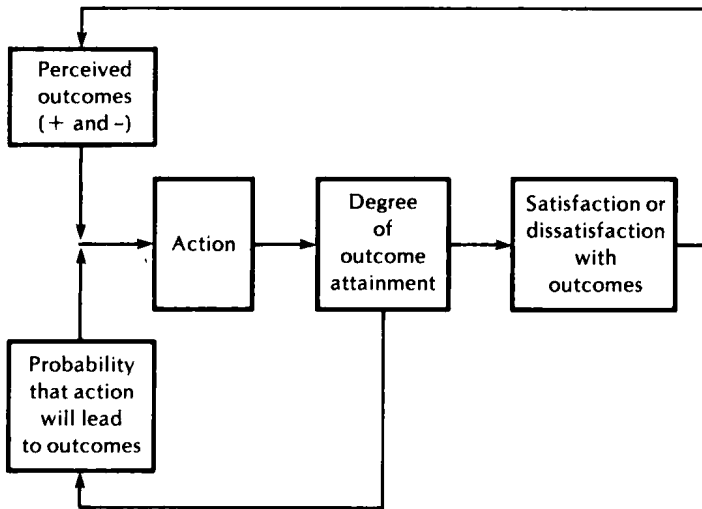 Perceived
outcomes
(+ and -)
Action
Degree
of
outcome
attainment
Satisfaction or
dissatisfaction
with
outcomes
Probability
that action
will lead
to outcomes